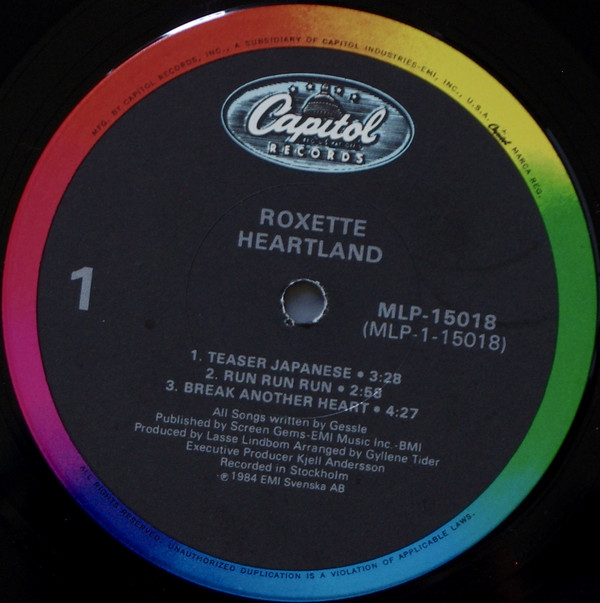 MFG. BY CAPITOL RECORDS, INC., A SUBSIDIARY OF CAPITOL INDUSTRIES-EMI, INC., U.S.A. Capitol MARCA REG.
Capitol
RECORDS
ROXETTE
HEARTLAND
1
MLP-15018
(MLP-1-15018)
1. TEASER JAPANESE • 3:28
2. RUN RUN RUN • 2:58
3. BREAK ANOTHER HEART • 4:27
All Songs written by Gessle
Published by Screen Gems-EMI Music Inc.-BMI
Produced by Lasse Lindbom Arranged by Gyllene Tider
Executive Producer Kjell Andersson
Recorded in Stockholm
℗ 1984 EMI Svenska AB
ALL RIGHTS RESERVED. UNAUTHORIZED DUPLICATION IS A VIOLATION OF APPLICABLE LAWS.